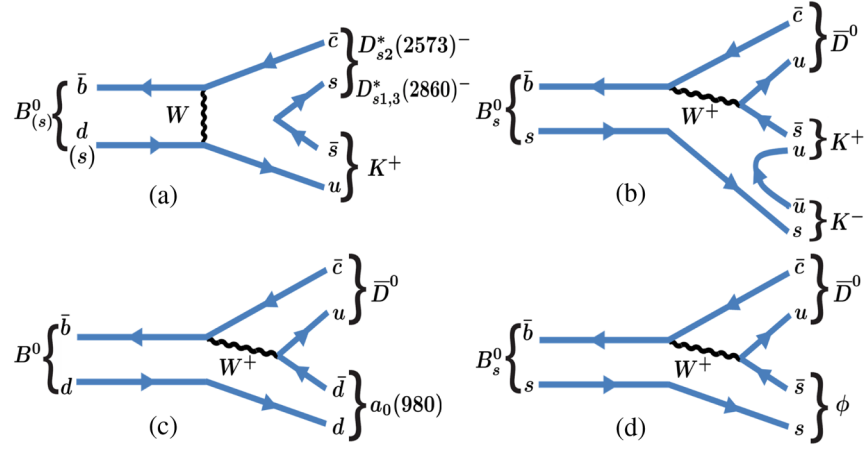 b̄
B⁰₍ₛ₎
d
(s)
W
c̄
D*ₛ₂(2573)⁻
s
D*ₛ₁,₃(2860)⁻
s̄
K⁺
u
(a)
b̄
B⁰ₛ
s
W⁺
c̄
D̄⁰
u
s̄
K⁺
u
ū
K⁻
s
(b)
b̄
B⁰
d
W⁺
c̄
D̄⁰
u
d̄
a₀(980)
d
(c)
b̄
B⁰ₛ
s
W⁺
c̄
D̄⁰
u
s̄
ϕ
s
(d)